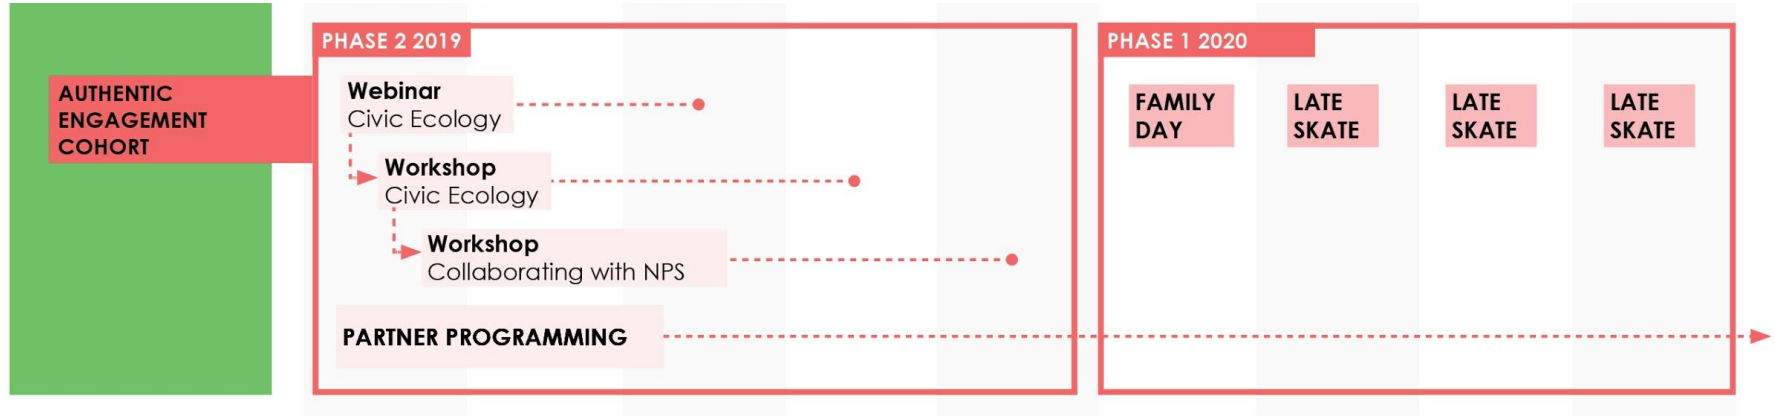 AUTHENTIC
ENGAGEMENT
COHORT
PHASE 2 2019
Webinar
Civic Ecology
Workshop
Civic Ecology
Workshop
Collaborating with NPS
PARTNER PROGRAMMING
PHASE 1 2020
FAMILY
DAY
LATE
SKATE
LATE
SKATE
LATE
SKATE